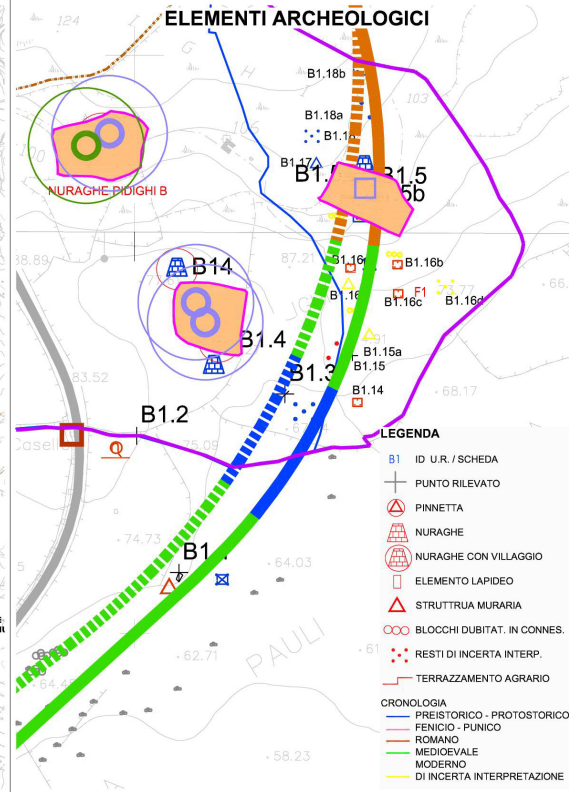 ELEMENTI ARCHEOLOGICI
124
B1.18b
103
B1.18a
B1.17
B1.5
5b
NURAGHE PIDIGHI B
B14
87.21
B1.16b
B1.16
F1
B1.16c
B1.16d
B1.4
B1.15a
B1.15
B1.3
83.52
B1.14
68.17
B1.2
75.09
LEGENDA
B1 ID U.R. / SCHEDA
PUNTO RILEVATO
PINNETTA
NURAGHE
NURAGHE CON VILLAGGIO
ELEMENTO LAPIDEO
STRUTTRUA MURARIA
BLOCCHI DUBITAT. IN CONNES.
RESTI DI INCERTA INTERP.
TERRAZZAMENTO AGRARIO
74.73
64.03
PAULI
62.71
58.23
CRONOLOGIA
PREISTORICO - PROTOSTORICO
FENICIO - PUNICO
ROMANO
MEDIOEVALE
MODERNO
DI INCERTA INTERPRETAZIONE